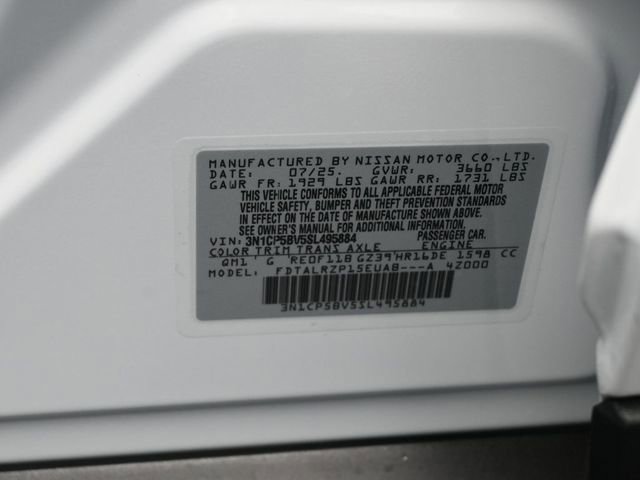 MANUFACTURED BY NISSAN MOTOR CO., LTD.
DATE: 07/25. GVWR: 3660 LBS
GAWR FR: 1929 LBS GAWR RR: 1731 LBS
THIS VEHICLE CONFORMS TO ALL APPLICABLE FEDERAL MOTOR
VEHICLE SAFETY, BUMPER AND THEFT PREVENTION STANDARDS
IN EFFECT ON THE DATE OF MANUFACTURE SHOWN ABOVE.
SEE OWNER'S MANUAL FOR ADDITIONAL INFORMATION.
VIN: 3N1CP5BV5SL495884 PASSENGER CAR.
COLOR TRIM TRANS AXLE ENGINE
QM1 G RE0F11B GZ39 HR16DE 1598 CC
MODEL: FDTALRZP15EUAB---A 4Z000
3N1CP5BV5SL495884